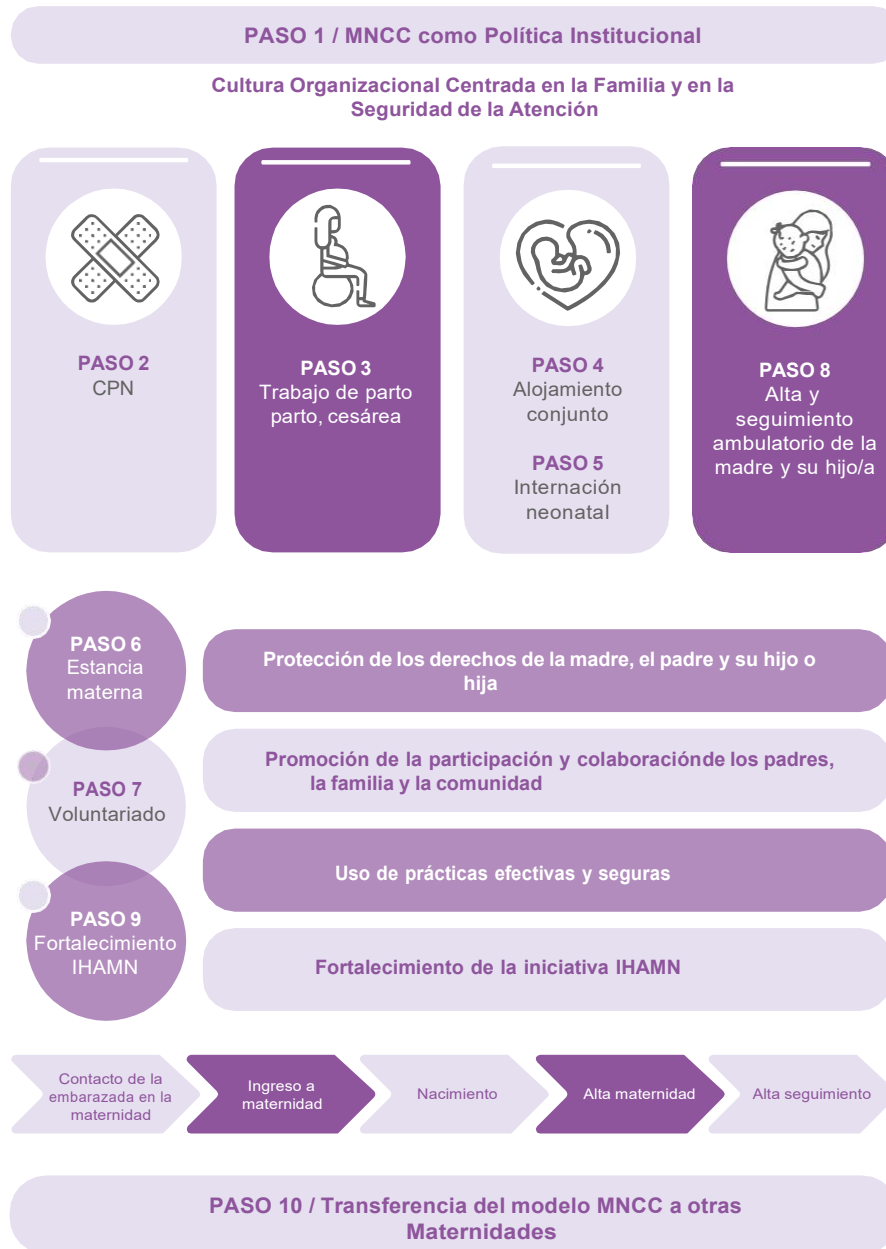 PASO 1 / MNCC como Política Institucional
Cultura Organizacional Centrada en la Familia y en la
Seguridad de la Atención
PASO 2
CPN
PASO 3
Trabajo de parto
parto, cesárea
PASO 4
Alojamiento
conjunto
PASO 5
Internación
neonatal
PASO 8
Alta y
seguimiento
ambulatorio de la
madre y su hijo/a
PASO 6
Estancia
materna
PASO 7
Voluntariado
PASO 9
Fortalecimiento
IHAMN
Protección de los derechos de la madre, el padre y su hijo o
hija
Promoción de la participación y colaboraciónde los padres,
la familia y la comunidad
Uso de prácticas efectivas y seguras
Fortalecimiento de la iniciativa IHAMN
Contacto de la
embarazada en la
maternidad
Ingreso a
maternidad
Nacimiento
Alta maternidad
Alta seguimiento
PASO 10 / Transferencia del modelo MNCC a otras
Maternidades